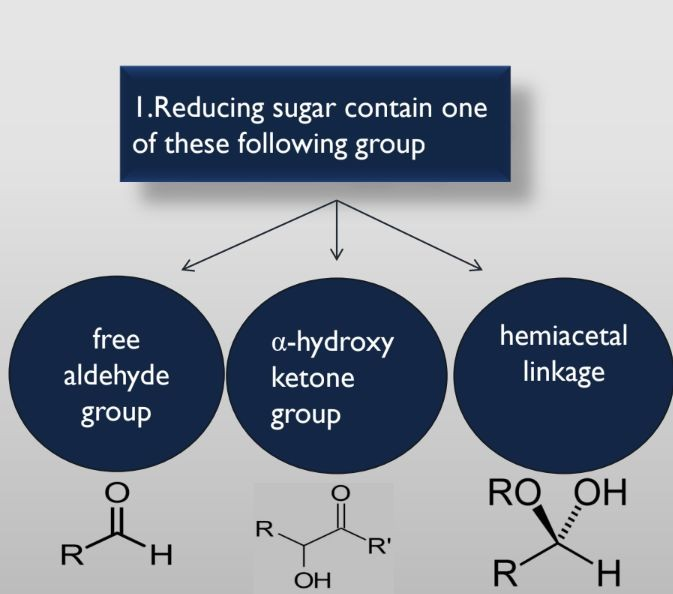 1.Reducing sugar contain one
of these following group
free
aldehyde
group
α-hydroxy
ketone
group
hemiacetal
linkage
O
R
H
O
R
R'
OH
RO
OH
R
H